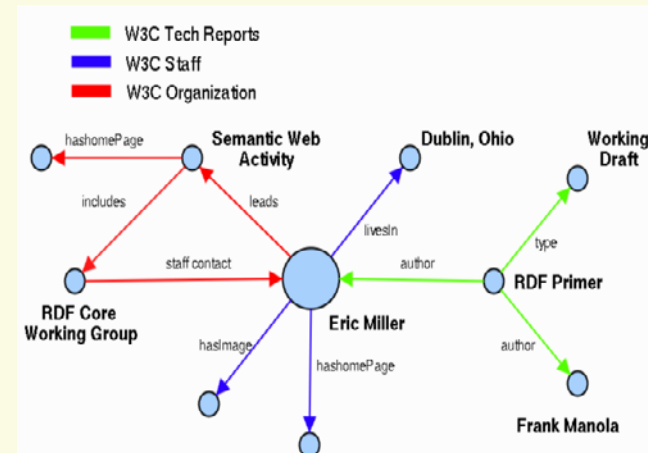 W3C Tech Reports
W3C Staff
W3C Organization
hashomePage
Semantic Web
Activity
Dublin, Ohio
Working
Draft
includes
leads
livesIn
type
staff contact
author
RDF Primer
RDF Core
Working Group
Eric Miller
hasImage
hashomePage
author
Frank Manola